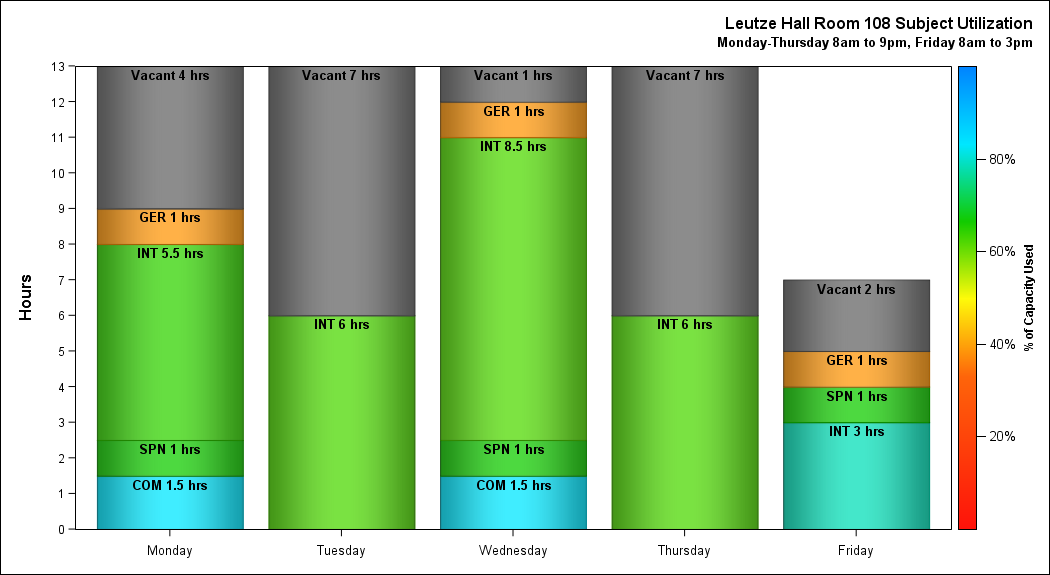 Leutze Hall Room 108 Subject Utilization
Monday-Thursday 8am to 9pm, Friday 8am to 3pm
Hours
13
12
11
10
9
8
7
6
5
4
3
2
1
0
Vacant 4 hrs
GER 1 hrs
INT 5.5 hrs
SPN 1 hrs
COM 1.5 hrs
Monday
Vacant 7 hrs
INT 6 hrs
Tuesday
Vacant 1 hrs
GER 1 hrs
INT 8.5 hrs
SPN 1 hrs
COM 1.5 hrs
Wednesday
Vacant 7 hrs
INT 6 hrs
Thursday
Vacant 2 hrs
GER 1 hrs
SPN 1 hrs
INT 3 hrs
Friday
80%
60%
40%
20%
% of Capacity Used